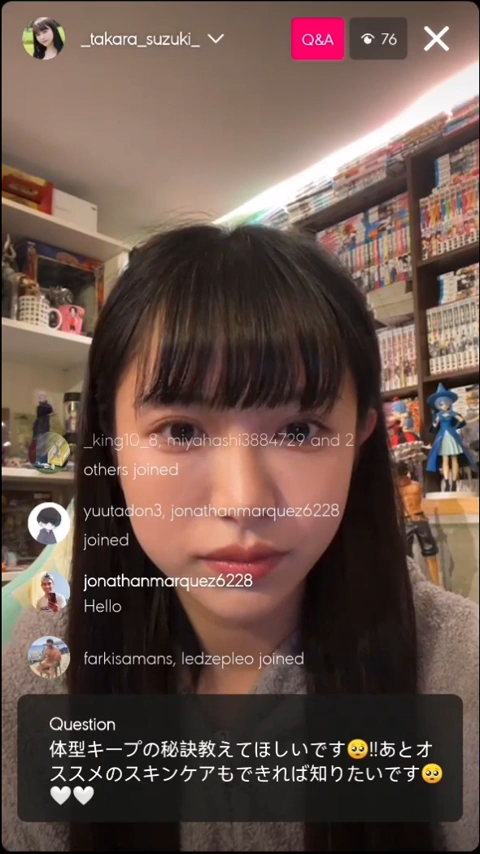 _takara_suzuki_
Q&A
76
_king10_8, miyahashi3884729 and 2
others joined
yuutadon3, jonathanmarquez6228
joined
jonathanmarquez6228
Hello
farkisamans, ledzepleo joined
Question
体型キープの秘訣教えてほしいです🥺‼️あとオ
ススメのスキンケアもできれば知りたいです🥺
🤍🤍